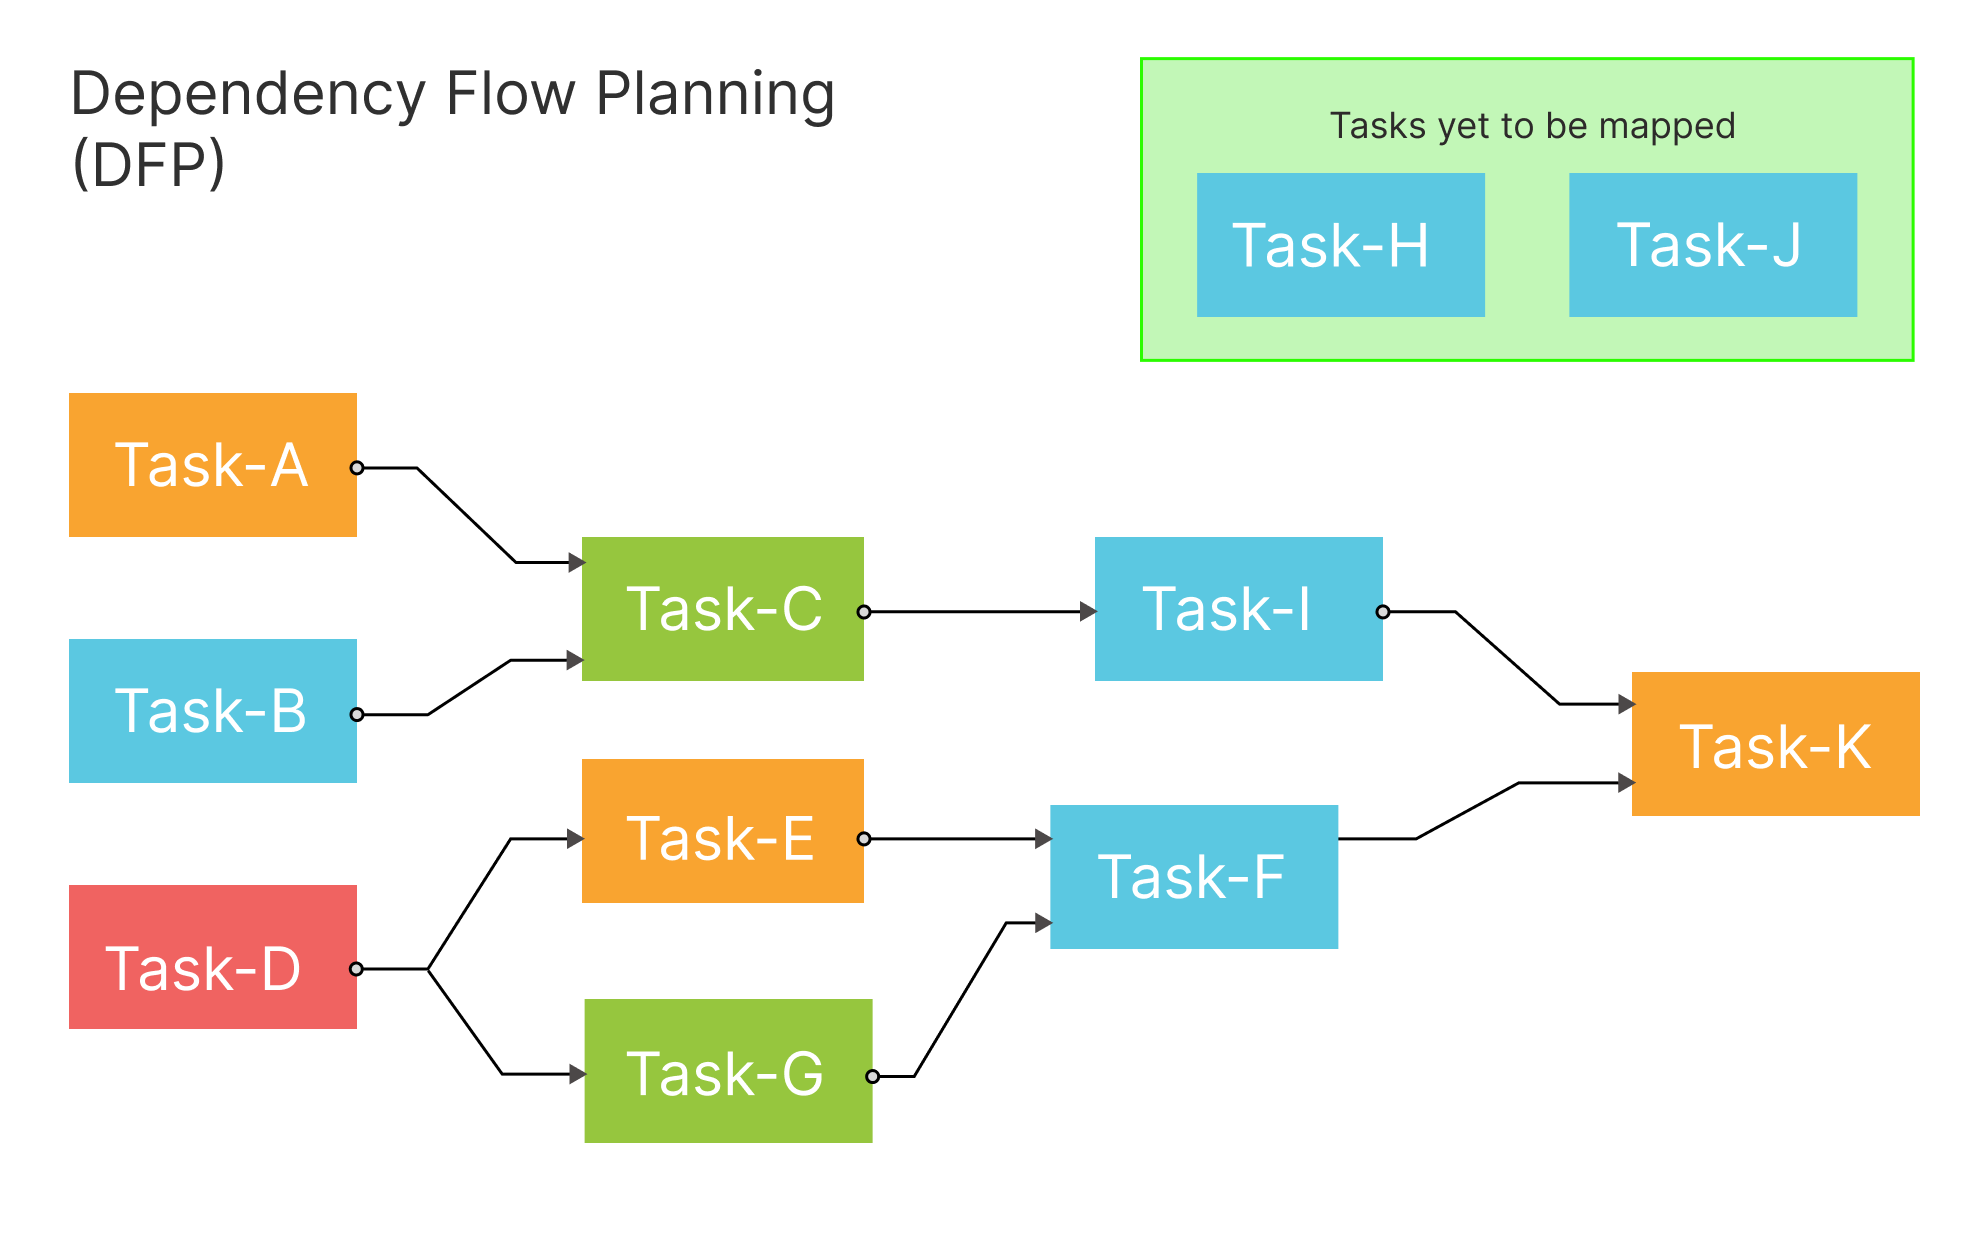 Dependency Flow Planning
(DFP)
Tasks yet to be mapped
Task-H
Task-J
Task-A
Task-B
Task-C
Task-I
Task-K
Task-D
Task-E
Task-F
Task-G